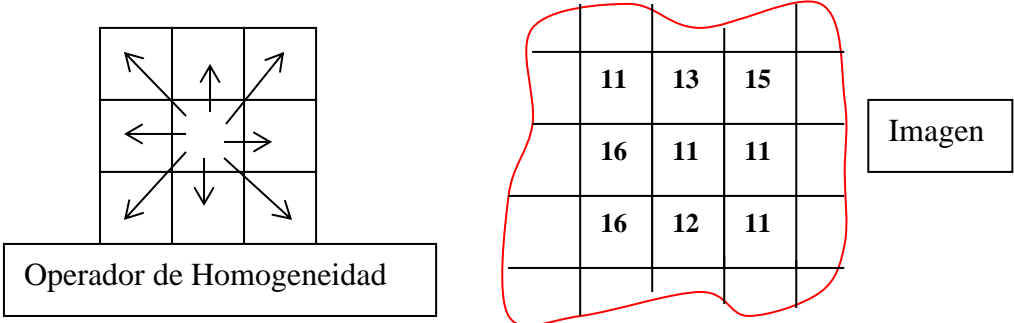 Operador de Homogeneidad
11 13 15
16 11 11
16 12 11
Imagen